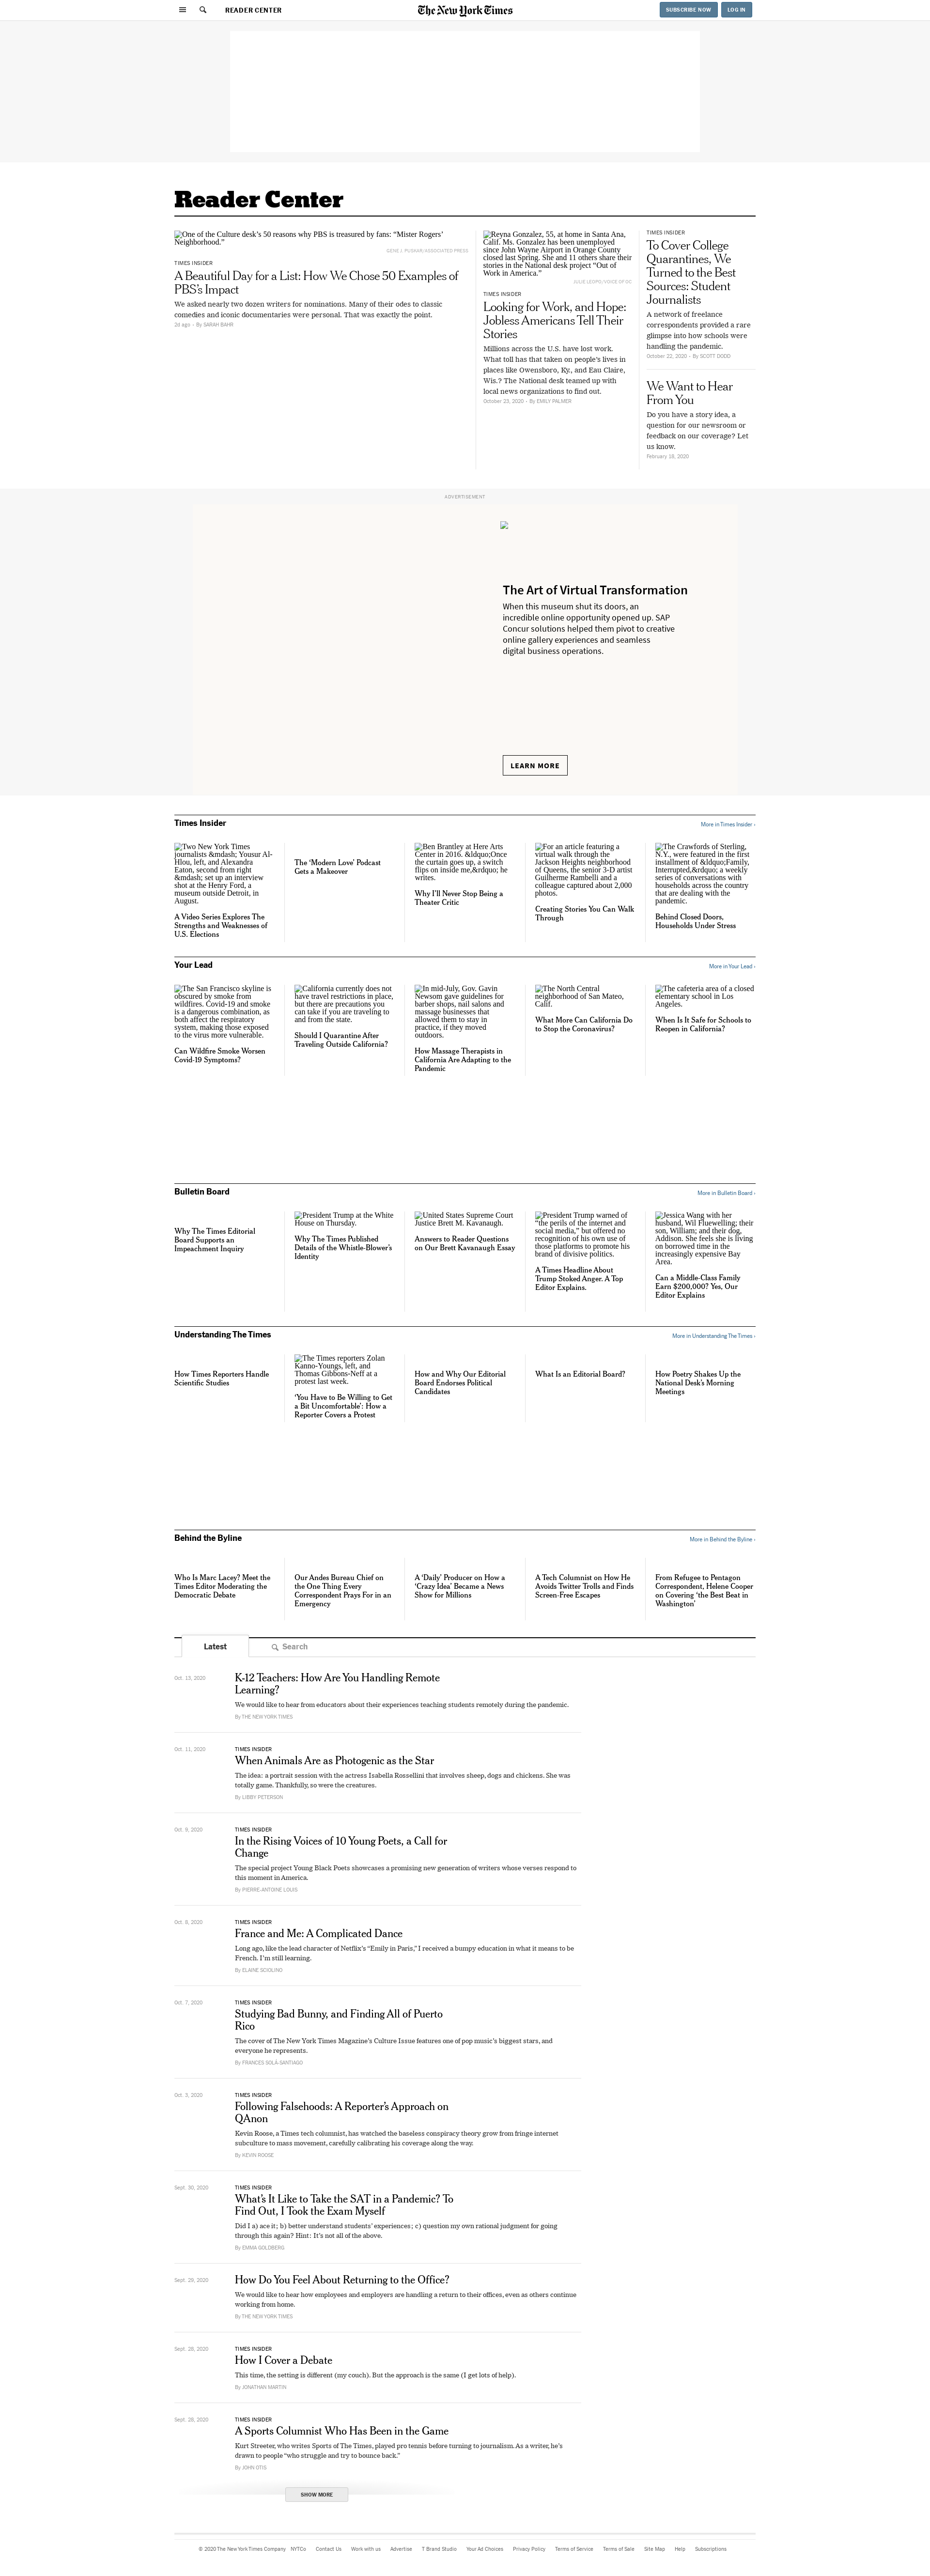 READER CENTER
The New York Times
SUBSCRIBE NOW
LOG IN
Reader Center
One of the Culture desk’s 50 reasons why PBS is treasured by fans: “Mister Rogers’
Neighborhood.”
GENE J. PUSKAR/ASSOCIATED PRESS
TIMES INSIDER
A Beautiful Day for a List: How We Chose 50 Examples of
PBS’s Impact
We asked nearly two dozen writers for nominations. Many of their odes to classic
comedies and iconic documentaries were personal. That was exactly the point.
2d ago · By SARAH BAHR
Reyna Gonzalez, 55, at home in Santa Ana,
Calif. Ms. Gonzalez has been unemployed
since John Wayne Airport in Orange County
closed last Spring. She and 11 others share their
stories in the National desk project “Out of
Work in America.”
JULIE LEOPO/VOICE OF OC
TIMES INSIDER
Looking for Work, and Hope:
Jobless Americans Tell Their
Stories
Millions across the U.S. have lost work.
What toll has that taken on people’s lives in
places like Owensboro, Ky., and Eau Claire,
Wis.? The National desk teamed up with
local news organizations to find out.
October 23, 2020 · By EMILY PALMER
TIMES INSIDER
To Cover College
Quarantines, We
Turned to the Best
Sources: Student
Journalists
A network of freelance
correspondents provided a rare
glimpse into how schools were
handling the pandemic.
October 22, 2020 · By SCOTT DODD
We Want to Hear
From You
Do you have a story idea, a
question for our newsroom or
feedback on our coverage? Let
us know.
February 18, 2020
ADVERTISEMENT
The Art of Virtual Transformation
When this museum shut its doors, an
incredible online opportunity opened up. SAP
Concur solutions helped them pivot to creative
online gallery experiences and seamless
digital business operations.
LEARN MORE
Times Insider
More in Times Insider ›
Two New York Times
journalists &mdash; Yousur Al-
Hlou, left, and Alexandra
Eaton, second from right
&mdash; set up an interview
shot at the Henry Ford, a
museum outside Detroit, in
August.
A Video Series Explores The
Strengths and Weaknesses of
U.S. Elections
The ‘Modern Love’ Podcast
Gets a Makeover
Ben Brantley at Here Arts
Center in 2016. &ldquo;Once
the curtain goes up, a switch
flips on inside me,&rdquo; he
writes.
Why I’ll Never Stop Being a
Theater Critic
For an article featuring a
virtual walk through the
Jackson Heights neighborhood
of Queens, the senior 3-D artist
Guilherme Rambelli and a
colleague captured about 2,000
photos.
Creating Stories You Can Walk
Through
The Crawfords of Sterling,
N.Y., were featured in the first
installment of &ldquo;Family,
Interrupted,&rdquo; a weekly
series of conversations with
households across the country
that are dealing with the
pandemic.
Behind Closed Doors,
Households Under Stress
Your Lead
More in Your Lead ›
The San Francisco skyline is
obscured by smoke from
wildfires. Covid-19 and smoke
is a dangerous combination, as
both affect the respiratory
system, making those exposed
to the virus more vulnerable.
Can Wildfire Smoke Worsen
Covid-19 Symptoms?
California currently does not
have travel restrictions in place,
but there are precautions you
can take if you are traveling to
and from the state.
Should I Quarantine After
Traveling Outside California?
In mid-July, Gov. Gavin
Newsom gave guidelines for
barber shops, nail salons and
massage businesses that
allowed them to stay in
practice, if they moved
outdoors.
How Massage Therapists in
California Are Adapting to the
Pandemic
The North Central
neighborhood of San Mateo,
Calif.
What More Can California Do
to Stop the Coronavirus?
The cafeteria area of a closed
elementary school in Los
Angeles.
When Is It Safe for Schools to
Reopen in California?
Bulletin Board
More in Bulletin Board ›
Why The Times Editorial
Board Supports an
Impeachment Inquiry
President Trump at the White
House on Thursday.
Why The Times Published
Details of the Whistle-Blower’s
Identity
United States Supreme Court
Justice Brett M. Kavanaugh.
Answers to Reader Questions
on Our Brett Kavanaugh Essay
President Trump warned of
“the perils of the internet and
social media,” but offered no
recognition of his own use of
those platforms to promote his
brand of divisive politics.
A Times Headline About
Trump Stoked Anger. A Top
Editor Explains.
Jessica Wang with her
husband, Wil Fluewelling; their
son, William; and their dog,
Addison. She feels she is living
on borrowed time in the
increasingly expensive Bay
Area.
Can a Middle-Class Family
Earn $200,000? Yes, Our
Editor Explains
Understanding The Times
More in Understanding The Times ›
How Times Reporters Handle
Scientific Studies
The Times reporters Zolan
Kanno-Youngs, left, and
Thomas Gibbons-Neff at a
protest last week.
‘You Have to Be Willing to Get
a Bit Uncomfortable’: How a
Reporter Covers a Protest
How and Why Our Editorial
Board Endorses Political
Candidates
What Is an Editorial Board?
How Poetry Shakes Up the
National Desk’s Morning
Meetings
Behind the Byline
More in Behind the Byline ›
Who Is Marc Lacey? Meet the
Times Editor Moderating the
Democratic Debate
Our Andes Bureau Chief on
the One Thing Every
Correspondent Prays For in an
Emergency
A ‘Daily’ Producer on How a
‘Crazy Idea’ Became a News
Show for Millions
A Tech Columnist on How He
Avoids Twitter Trolls and Finds
Screen-Free Escapes
From Refugee to Pentagon
Correspondent, Helene Cooper
on Covering ‘the Best Beat in
Washington’
Latest
Search
Oct. 13, 2020
K-12 Teachers: How Are You Handling Remote
Learning?
We would like to hear from educators about their experiences teaching students remotely during the pandemic.
By THE NEW YORK TIMES
Oct. 11, 2020
TIMES INSIDER
When Animals Are as Photogenic as the Star
The idea: a portrait session with the actress Isabella Rossellini that involves sheep, dogs and chickens. She was
totally game. Thankfully, so were the creatures.
By LIBBY PETERSON
Oct. 9, 2020
TIMES INSIDER
In the Rising Voices of 10 Young Poets, a Call for
Change
The special project Young Black Poets showcases a promising new generation of writers whose verses respond to
this moment in America.
By PIERRE-ANTOINE LOUIS
Oct. 8, 2020
TIMES INSIDER
France and Me: A Complicated Dance
Long ago, like the lead character of Netflix’s “Emily in Paris,” I received a bumpy education in what it means to be
French. I’m still learning.
By ELAINE SCIOLINO
Oct. 7, 2020
TIMES INSIDER
Studying Bad Bunny, and Finding All of Puerto
Rico
The cover of The New York Times Magazine’s Culture Issue features one of pop music’s biggest stars, and
everyone he represents.
By FRANCES SOLÁ-SANTIAGO
Oct. 3, 2020
TIMES INSIDER
Following Falsehoods: A Reporter’s Approach on
QAnon
Kevin Roose, a Times tech columnist, has watched the baseless conspiracy theory grow from fringe internet
subculture to mass movement, carefully calibrating his coverage along the way.
By KEVIN ROOSE
Sept. 30, 2020
TIMES INSIDER
What’s It Like to Take the SAT in a Pandemic? To
Find Out, I Took the Exam Myself
Did I a) ace it; b) better understand students’ experiences; c) question my own rational judgment for going
through this again? Hint: It’s not all of the above.
By EMMA GOLDBERG
Sept. 29, 2020
How Do You Feel About Returning to the Office?
We would like to hear how employees and employers are handling a return to their offices, even as others continue
working from home.
By THE NEW YORK TIMES
Sept. 28, 2020
TIMES INSIDER
How I Cover a Debate
This time, the setting is different (my couch). But the approach is the same (I get lots of help).
By JONATHAN MARTIN
Sept. 28, 2020
TIMES INSIDER
A Sports Columnist Who Has Been in the Game
Kurt Streeter, who writes Sports of The Times, played pro tennis before turning to journalism. As a writer, he’s
drawn to people “who struggle and try to bounce back.”
By JOHN OTIS
SHOW MORE
© 2020 The New York Times Company NYTCo Contact Us Work with us Advertise T Brand Studio Your Ad Choices Privacy Policy Terms of Service Terms of Sale Site Map Help Subscriptions